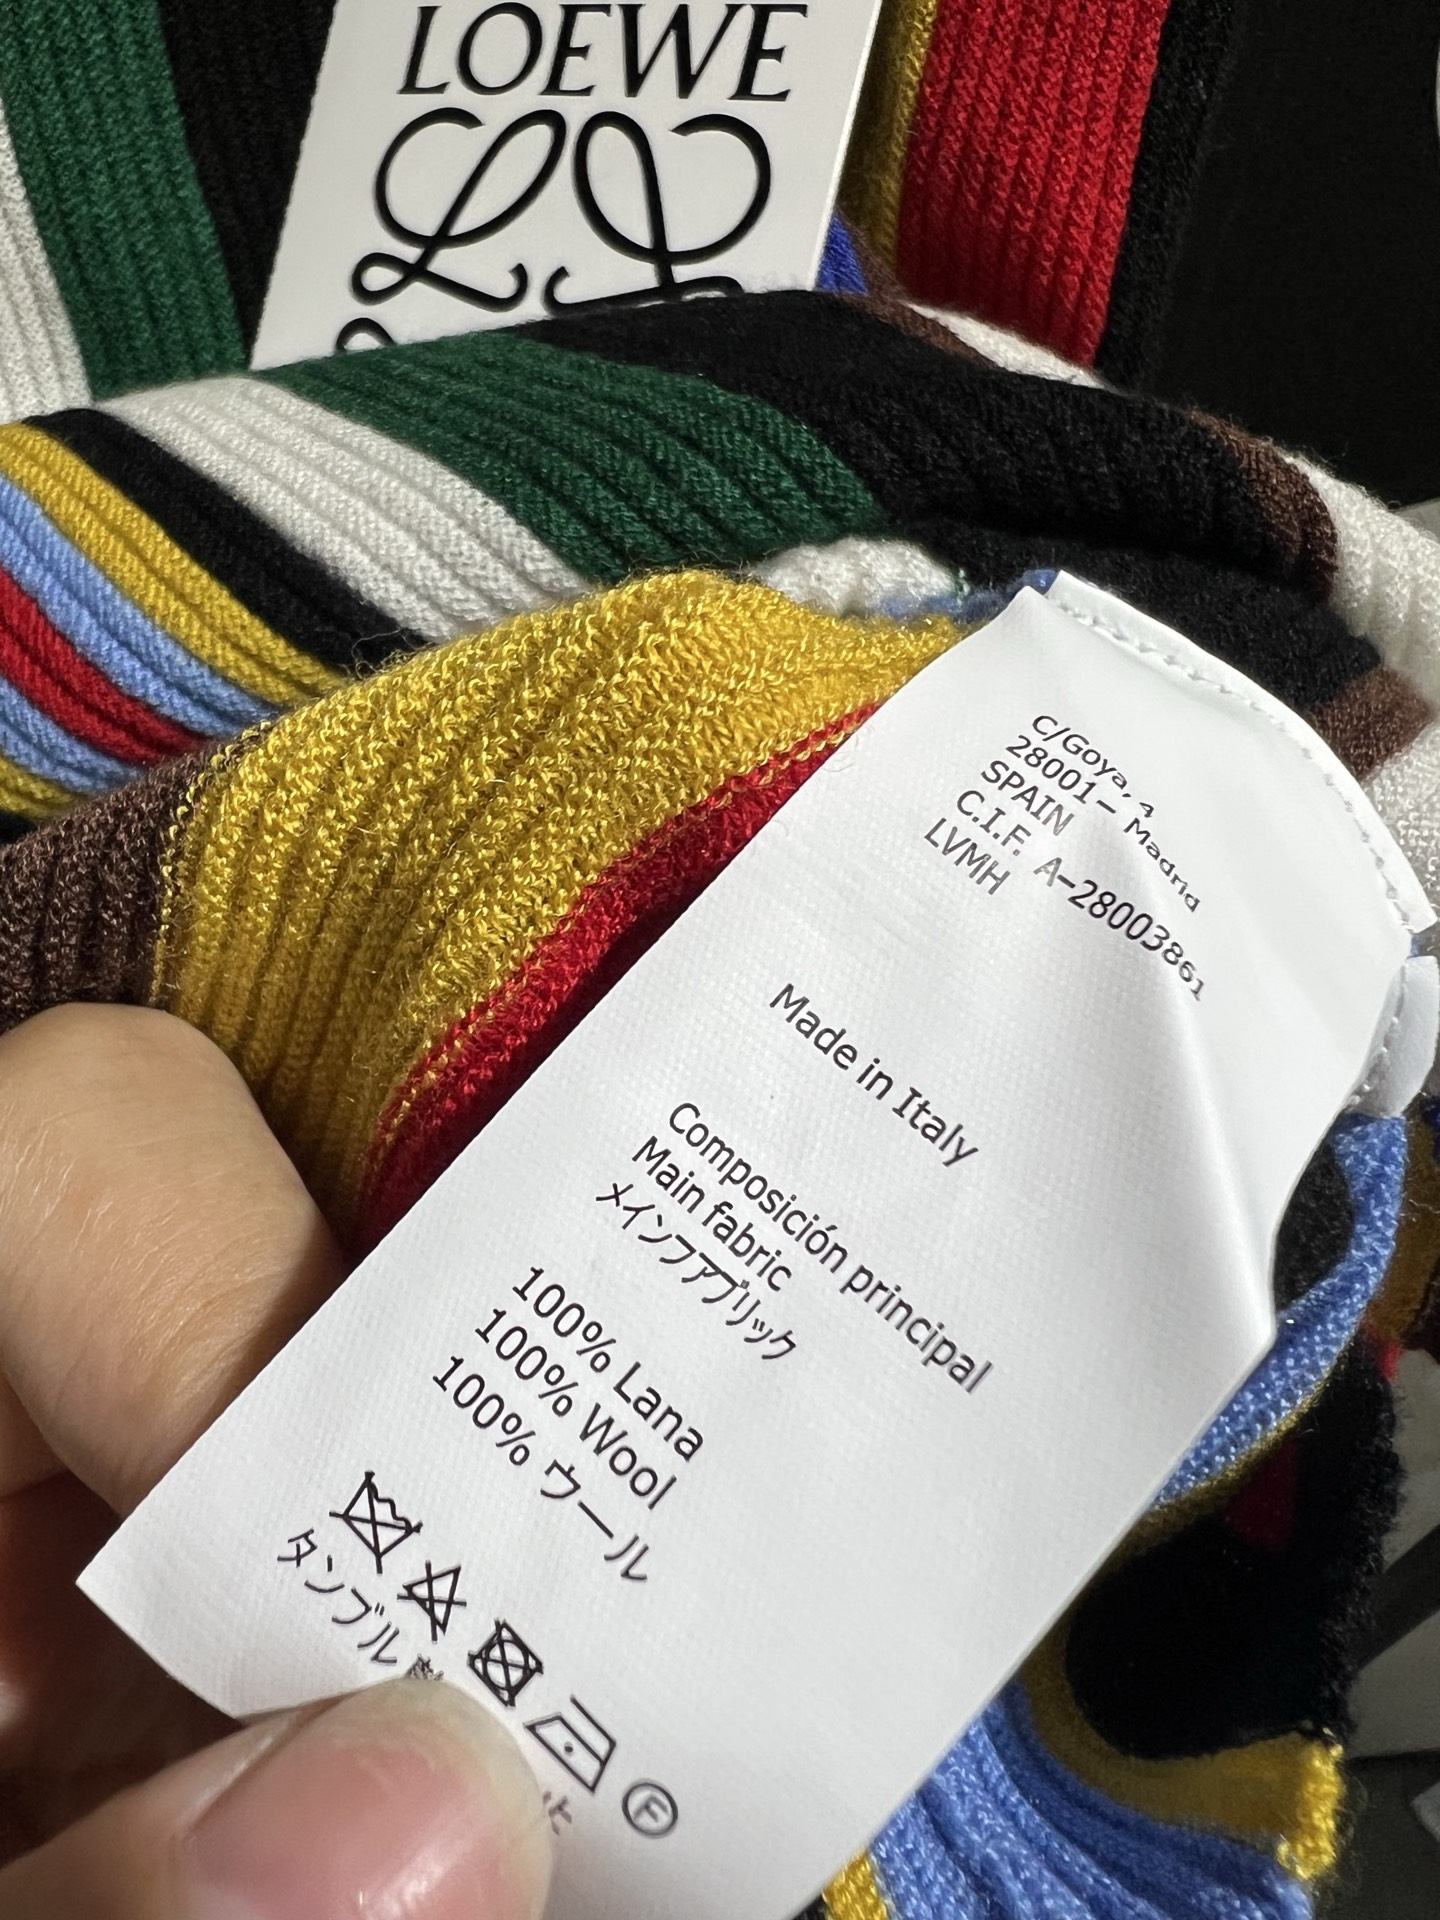 LOEWE
C/Goya, 4
28001- Madrid
SPAIN
C.I.F. A-28003861
LVMH
Made in Italy
Composición principal
Main fabric
メインファブリック
100% Lana
100% Wool
100% ウール
タンブル
止
F